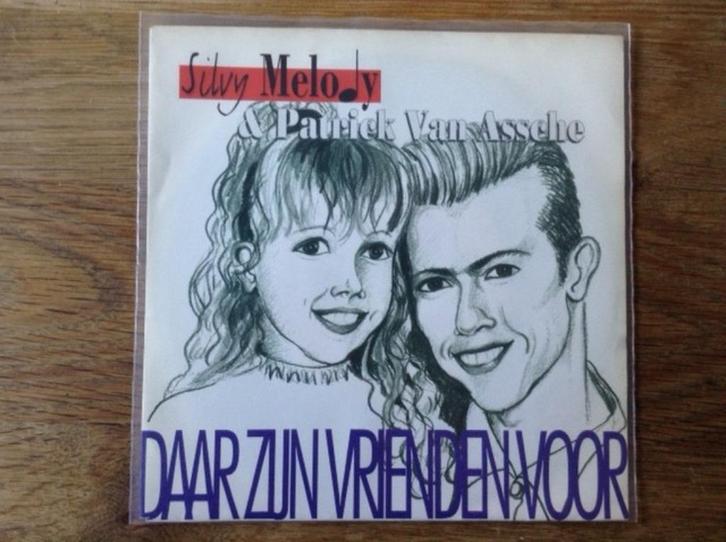 Silvy Melody
& Patrick Van Assche
DAAR ZIJN VRIENDEN VOOR